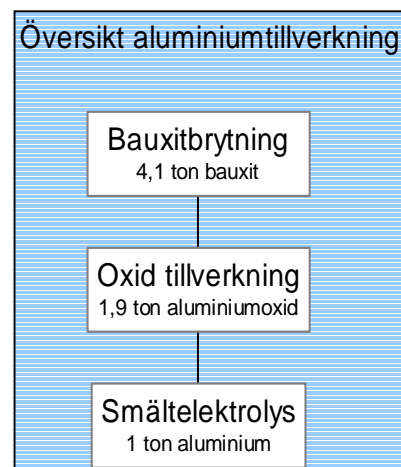 Översikt aluminiumtillverkning
Bauxitbrytning
4,1 ton bauxit
Oxid tillverkning
1,9 ton aluminiumoxid
Smältelektrolys
1 ton aluminium